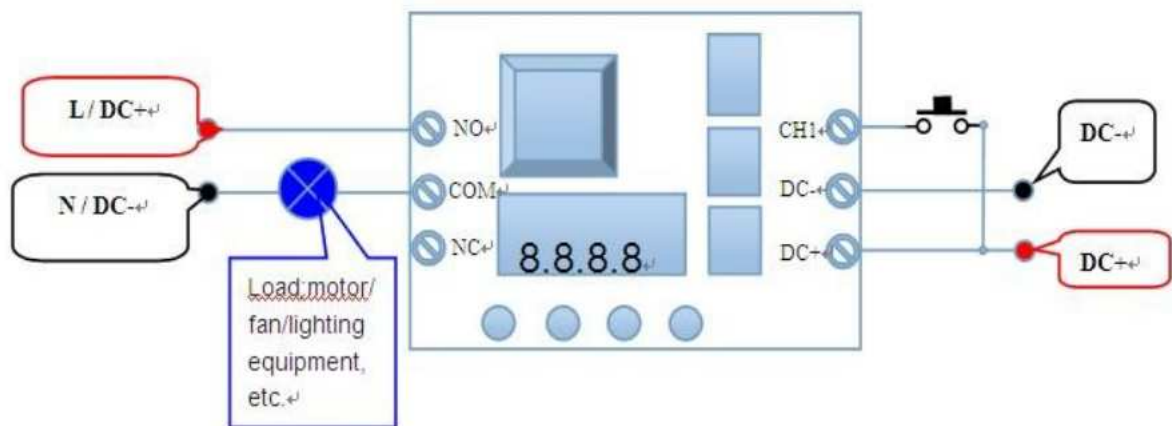 L / DC+↵
N / DC-↵
Load:motor/
fan/lighting
equipment,
etc.↵
NO↵
COM↵
NC↵
8.8.8.8↵
CH1↵
DC-↵
DC+↵
DC-↵
DC+↵